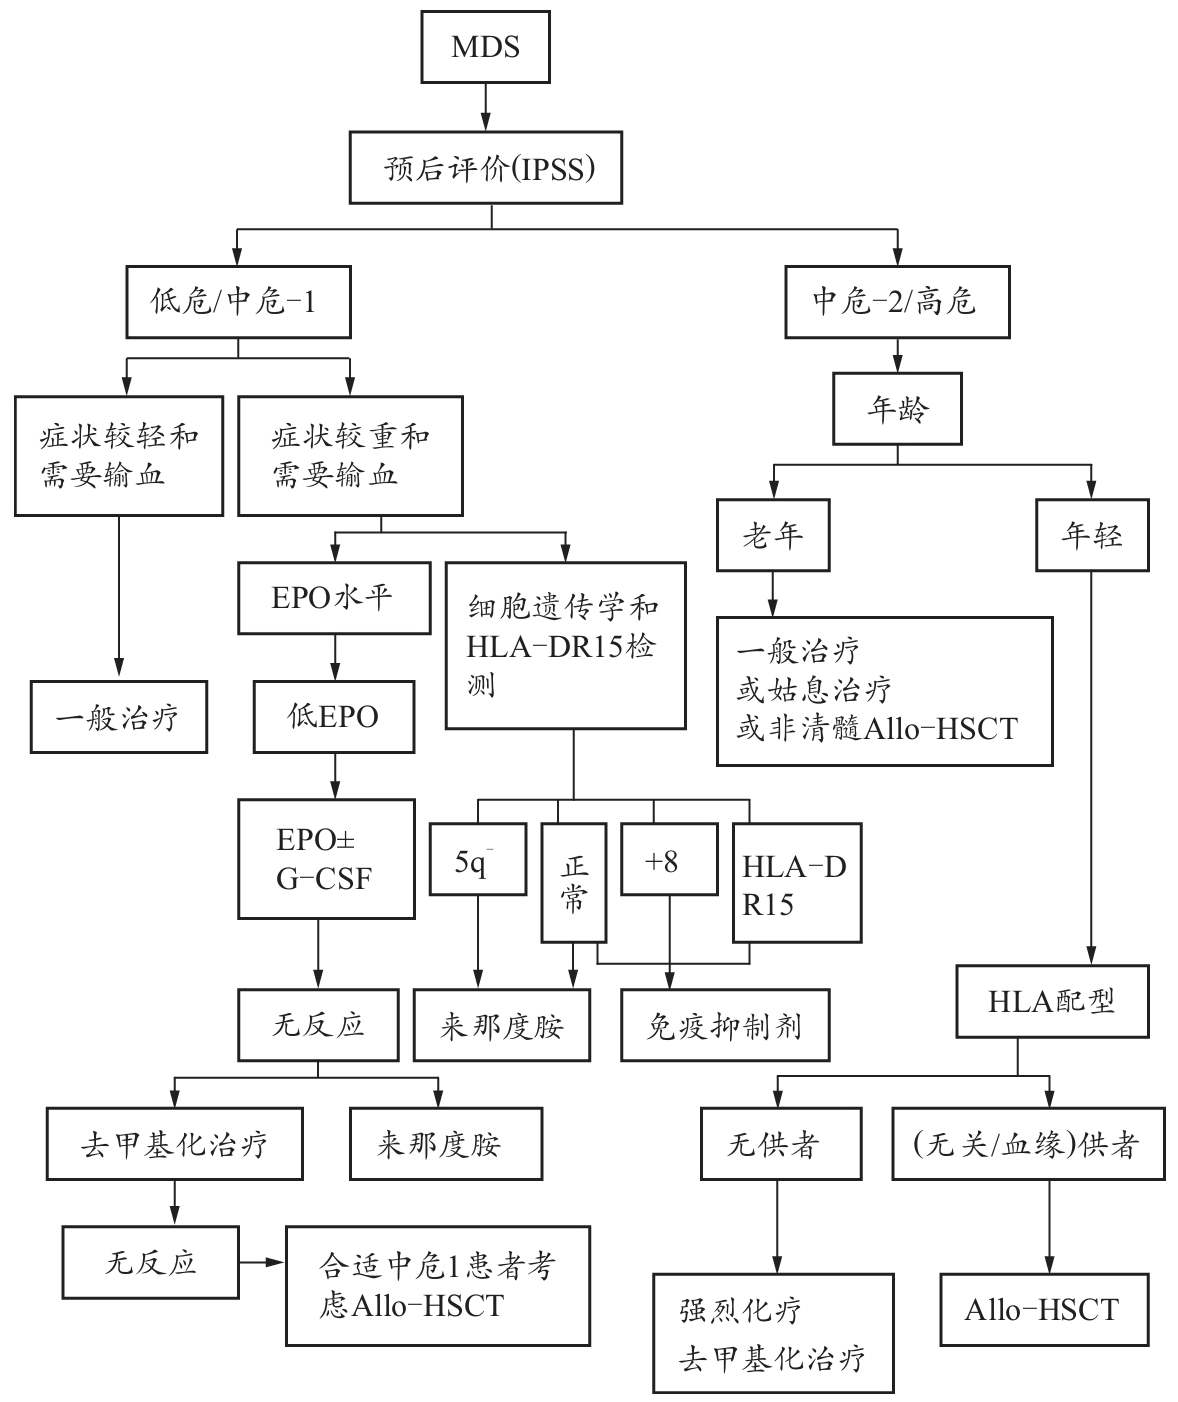 MDS
预后评价(IPSS)
低危/中危-1
中危-2/高危
年龄
症状较轻和
需要输血
症状较重和
需要输血
老年
年轻
EPO水平
细胞遗传学和
HLA-DR15检
测
一般治疗
或姑息治疗
或非清髓Allo-HSCT
一般治疗
低EPO
EPO±
G-CSF
5q⁻
正
常
+8
HLA-D
R15
HLA配型
无反应
来那度胺
免疫抑制剂
去甲基化治疗
来那度胺
无供者
(无关/血缘)供者
无反应
合适中危1患者考
虑Allo-HSCT
强烈化疗
去甲基化治疗
Allo-HSCT